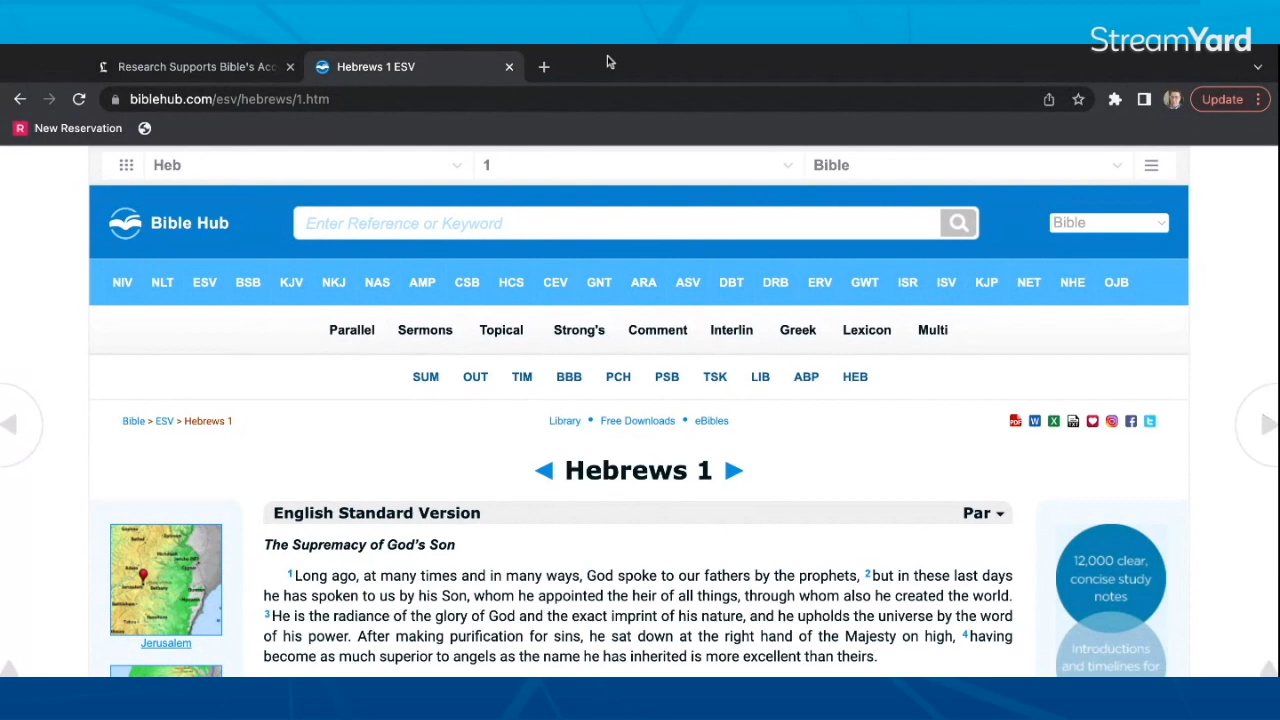 StreamYard
Research Supports Bible's Acc
Hebrews 1 ESV
biblehub.com/esv/hebrews/1.htm
Update
R New Reservation
Heb 1 Bible
Bible Hub Enter Reference or Keyword Bible
NIV NLT ESV BSB KJV NKJ NAS AMP CSB HCS CEV GNT ARA ASV DBT DRB ERV GWT ISR ISV KJP NET NHE OJB
Parallel Sermons Topical Strong's Comment Interlin Greek Lexicon Multi
SUM OUT TIM BBB PCH PSB TSK LIB ABP HEB
Bible > ESV > Hebrews 1 Library • Free Downloads • eBibles
◄ Hebrews 1 ►
English Standard Version Par
The Supremacy of God's Son
1Long ago, at many times and in many ways, God spoke to our fathers by the prophets, 2but in these last days
he has spoken to us by his Son, whom he appointed the heir of all things, through whom also he created the world.
3He is the radiance of the glory of God and the exact imprint of his nature, and he upholds the universe by the word
of his power. After making purification for sins, he sat down at the right hand of the Majesty on high, 4having
become as much superior to angels as the name he has inherited is more excellent than theirs.
Jerusalem
12,000 clear,
concise study
notes
Introductions
and timelines for